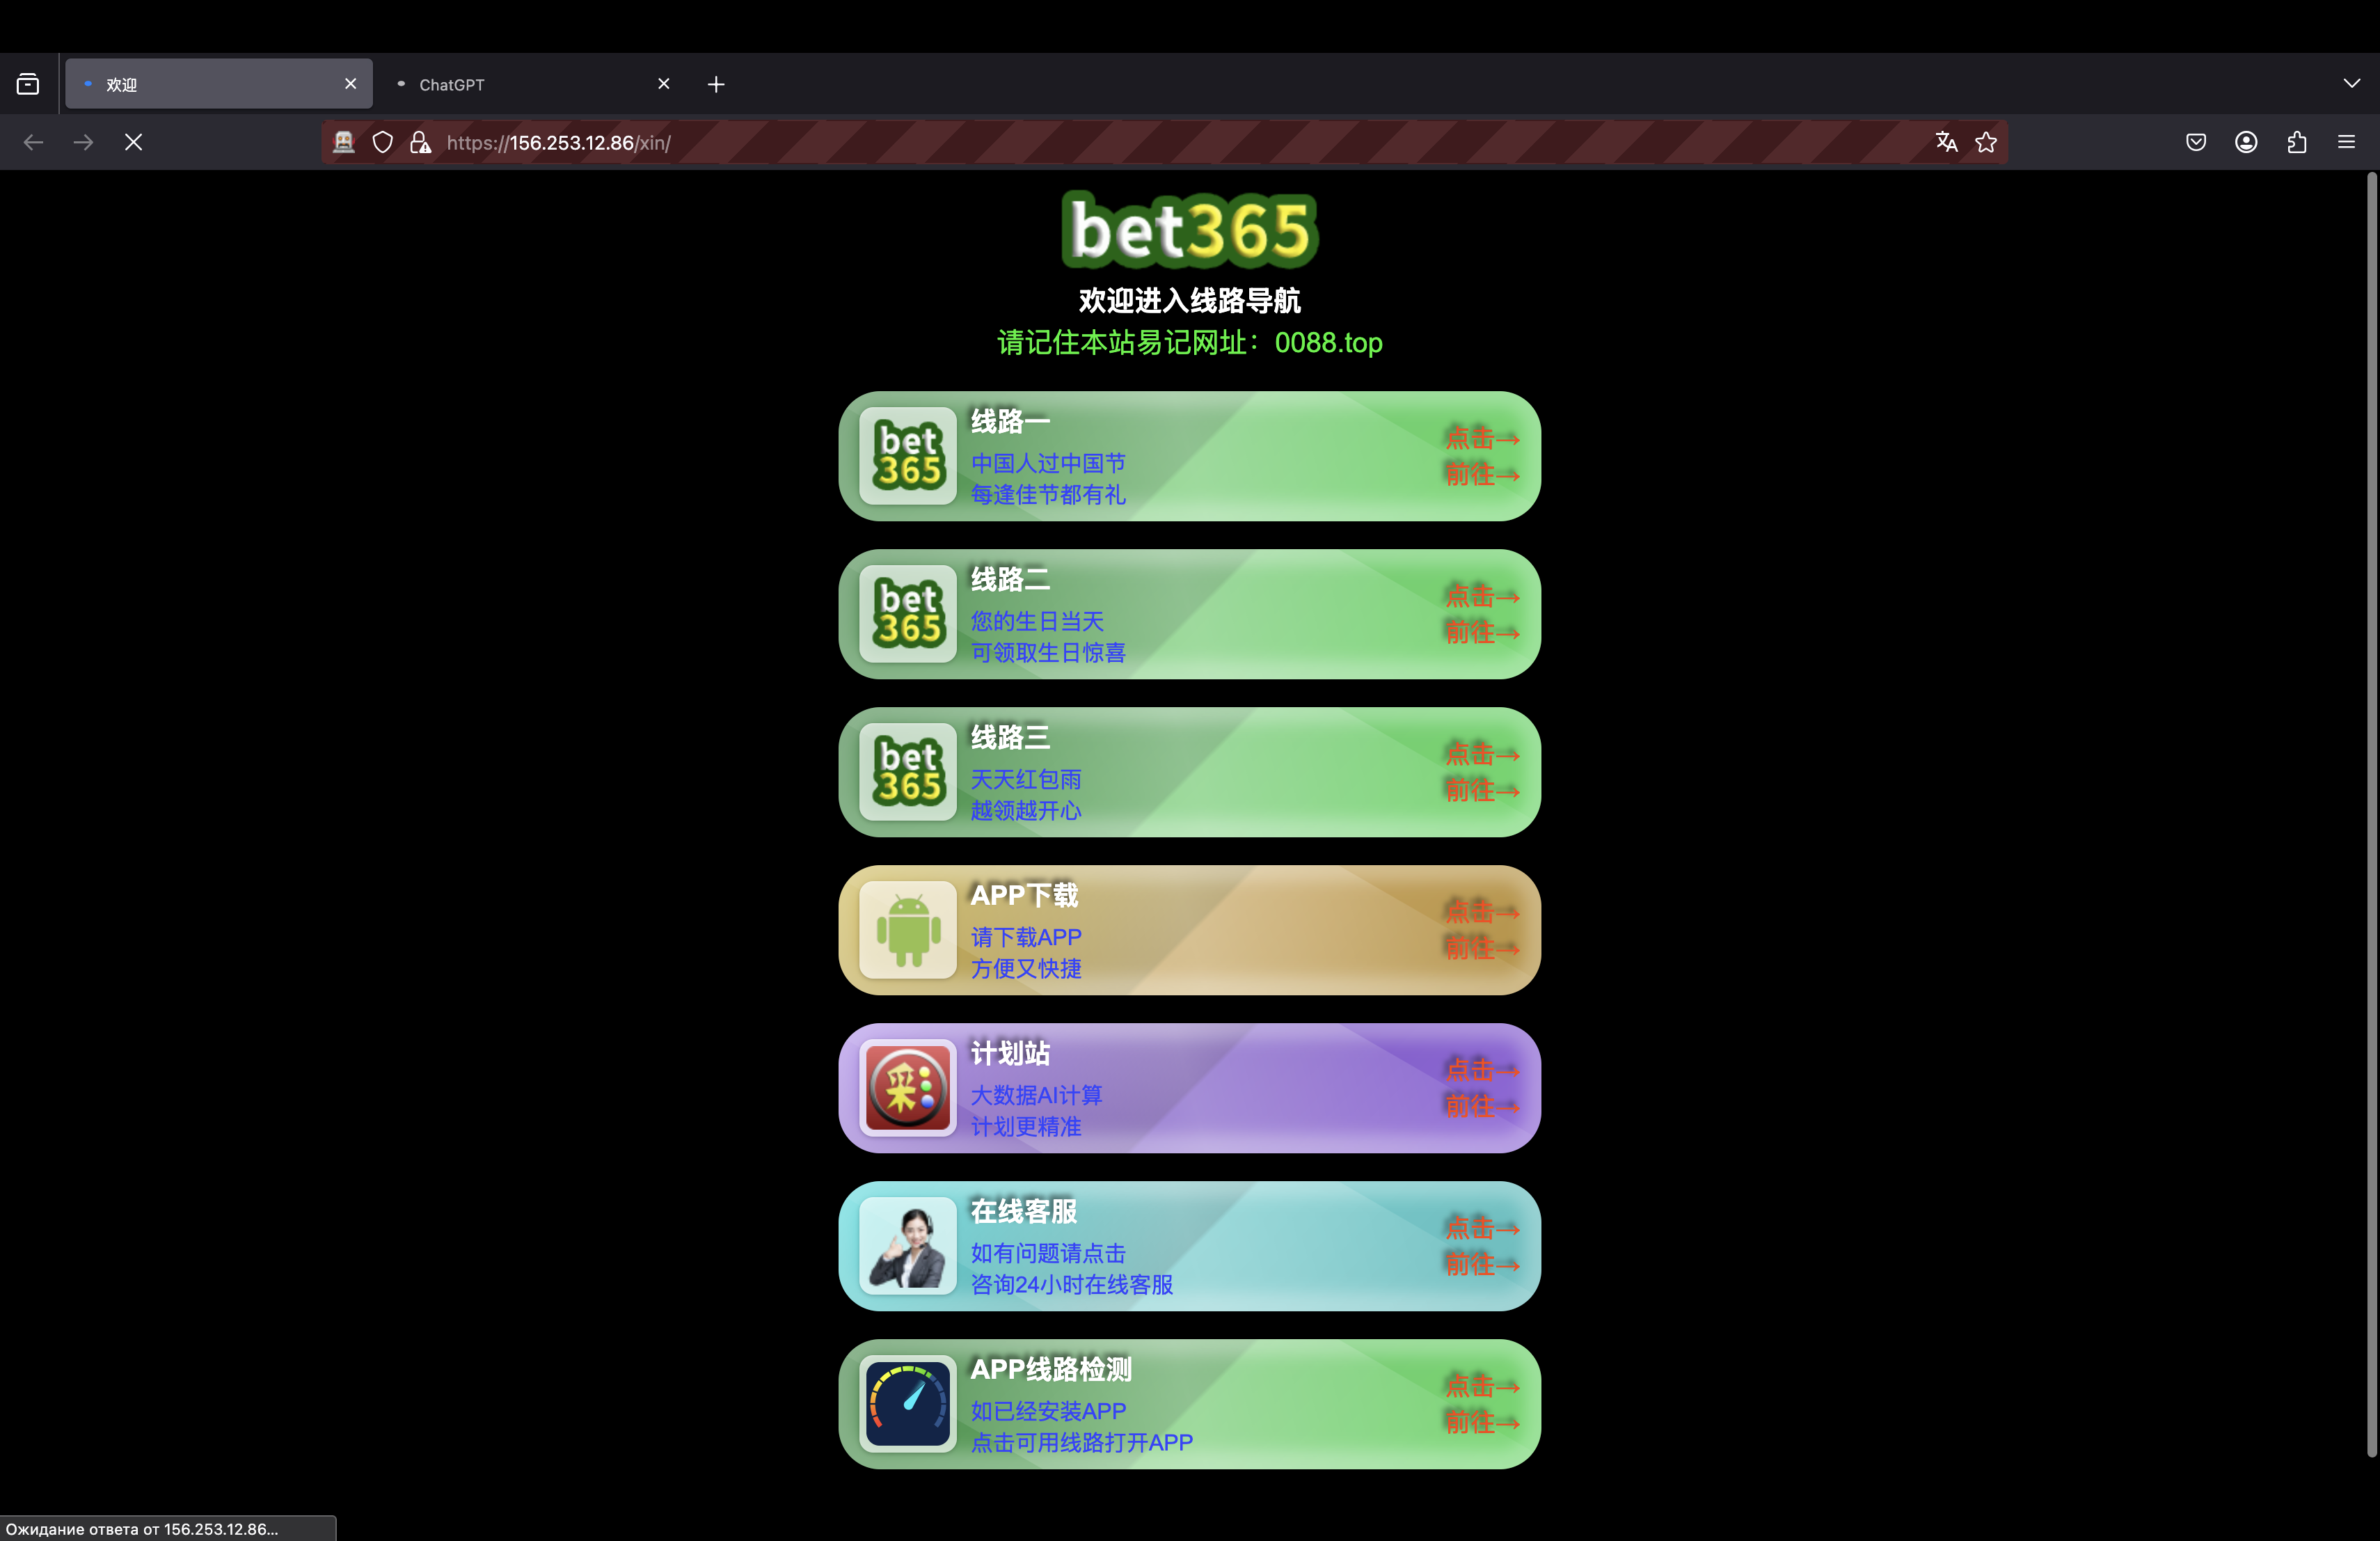 欢迎
ChatGPT
https://156.253.12.86/xin/
bet365
欢迎进入线路导航
请记住本站易记网址：0088.top
bet
365
线路一
中国人过中国节
每逢佳节都有礼
点击→
前往→
bet
365
线路二
您的生日当天
可领取生日惊喜
点击→
前往→
bet
365
线路三
天天红包雨
越领越开心
点击→
前往→
APP下载
请下载APP
方便又快捷
点击→
前往→
采
计划站
大数据AI计算
计划更精准
点击→
前往→
在线客服
如有问题请点击
咨询24小时在线客服
点击→
前往→
APP线路检测
如已经安装APP
点击可用线路打开APP
点击→
前往→
Ожидание ответа от 156.253.12.86...